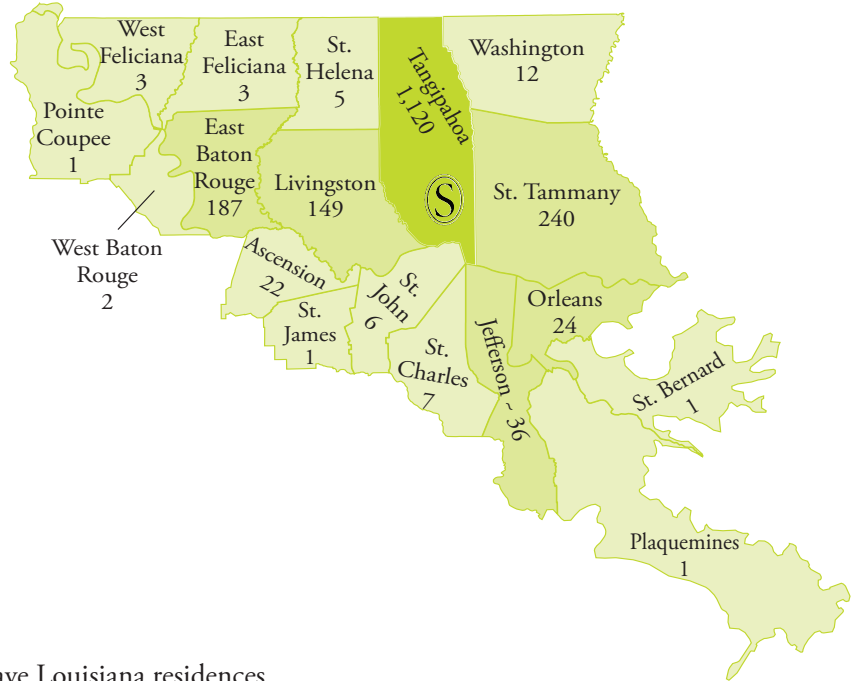 West
Feliciana
3
East
Feliciana
3
St.
Helena
5
Tangipahoa
1,120
Washington
12
Pointe
Coupee
1
East
Baton
Rouge
187
Livingston
149
S
St. Tammany
240
West Baton
Rouge
2
Ascension
22
St.
John
6
St.
James
1
St.
Charles
7
Jefferson ~ 36
Orleans
24
St. Bernard
1
Plaquemines
1
Louisiana residences